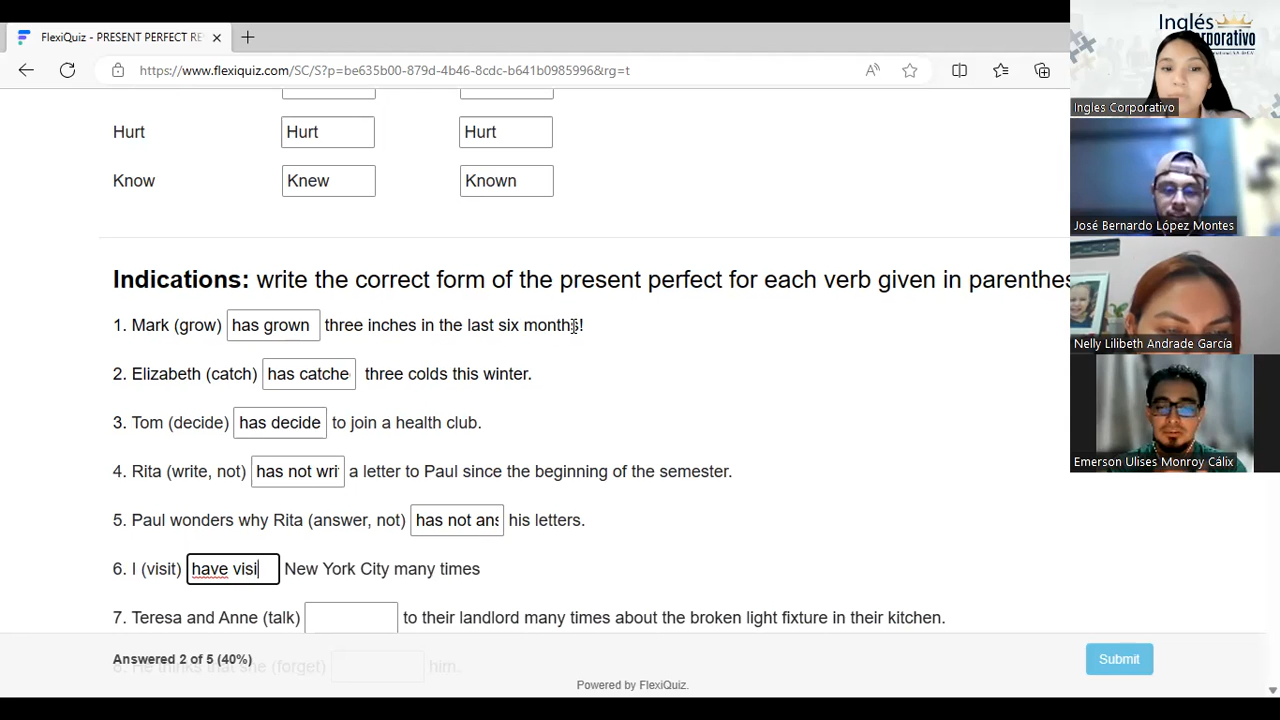 FlexiQuiz - PRESENT PERFECT RE
https://www.flexiquiz.com/SC/S?p=be635b00-879d-4b46-8cdc-b641b0985996&rg=t
Hurt Hurt Hurt
Know Knew Known
Indications: write the correct form of the present perfect for each verb given in parenthes
1. Mark (grow) has grown three inches in the last six months!
2. Elizabeth (catch) has catche three colds this winter.
3. Tom (decide) has decide to join a health club.
4. Rita (write, not) has not wri a letter to Paul since the beginning of the semester.
5. Paul wonders why Rita (answer, not) has not ans his letters.
6. I (visit) have visi New York City many times
7. Teresa and Anne (talk) to their landlord many times about the broken light fixture in their kitchen.
8. He thinks that she (forget) him.
Answered 2 of 5 (40%)
Submit
Powered by FlexiQuiz.
Inglés
Corporativo
Ingles Corporativo
José Bernardo López Montes
Nelly Lilibeth Andrade García
Emerson Ulises Monroy Cálix